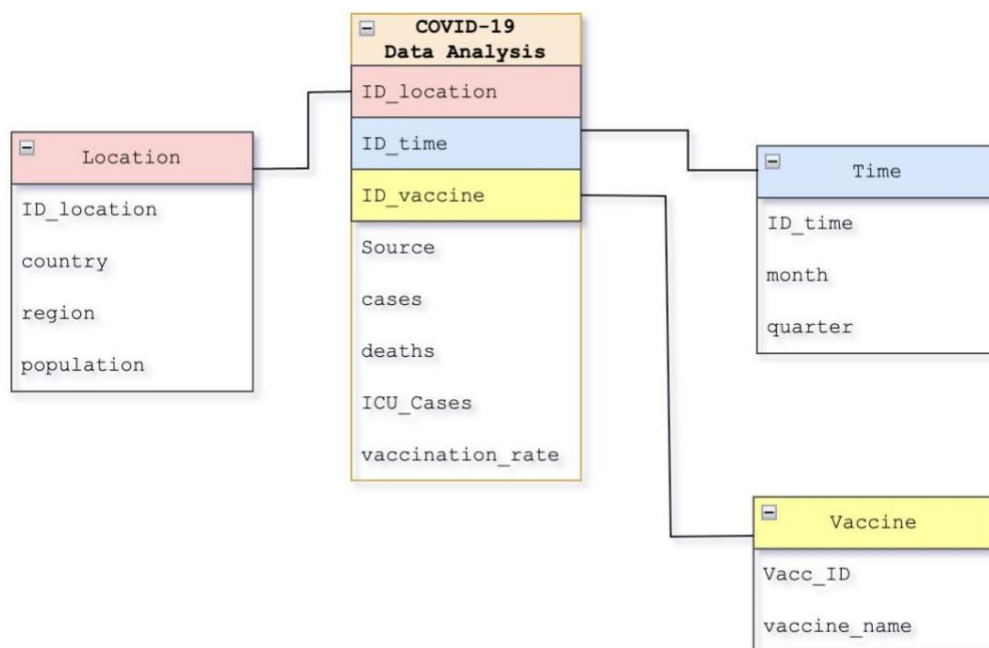 COVID-19
Data Analysis
ID_location
ID_time
ID_vaccine
Source
cases
deaths
ICU_Cases
vaccination_rate
Location
ID_location
country
region
population
Time
ID_time
month
quarter
Vaccine
Vacc_ID
vaccine_name